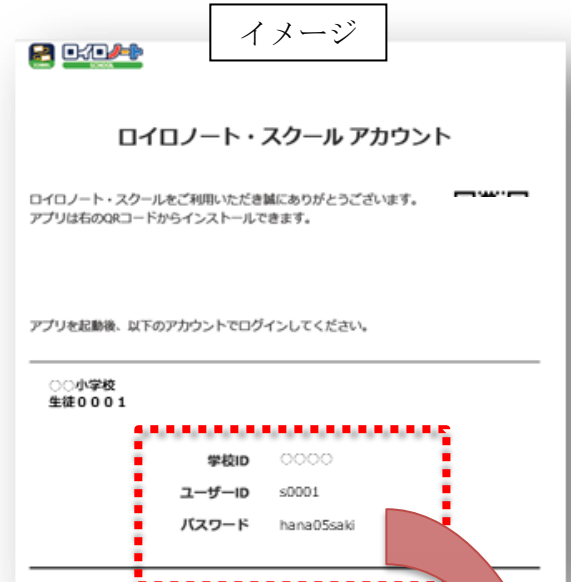 イメージ
ロイロノート
SCHOOL
ロイロノート・スクール アカウント
ロイロノート・スクールをご利用いただき誠にありがとうございます。
アプリは右のQRコードからインストールできます。
アプリを起動後、以下のアカウントでログインしてください。
○○小学校
生徒０００１
学校ID ○○○○
ユーザーID s0001
パスワード hana05saki